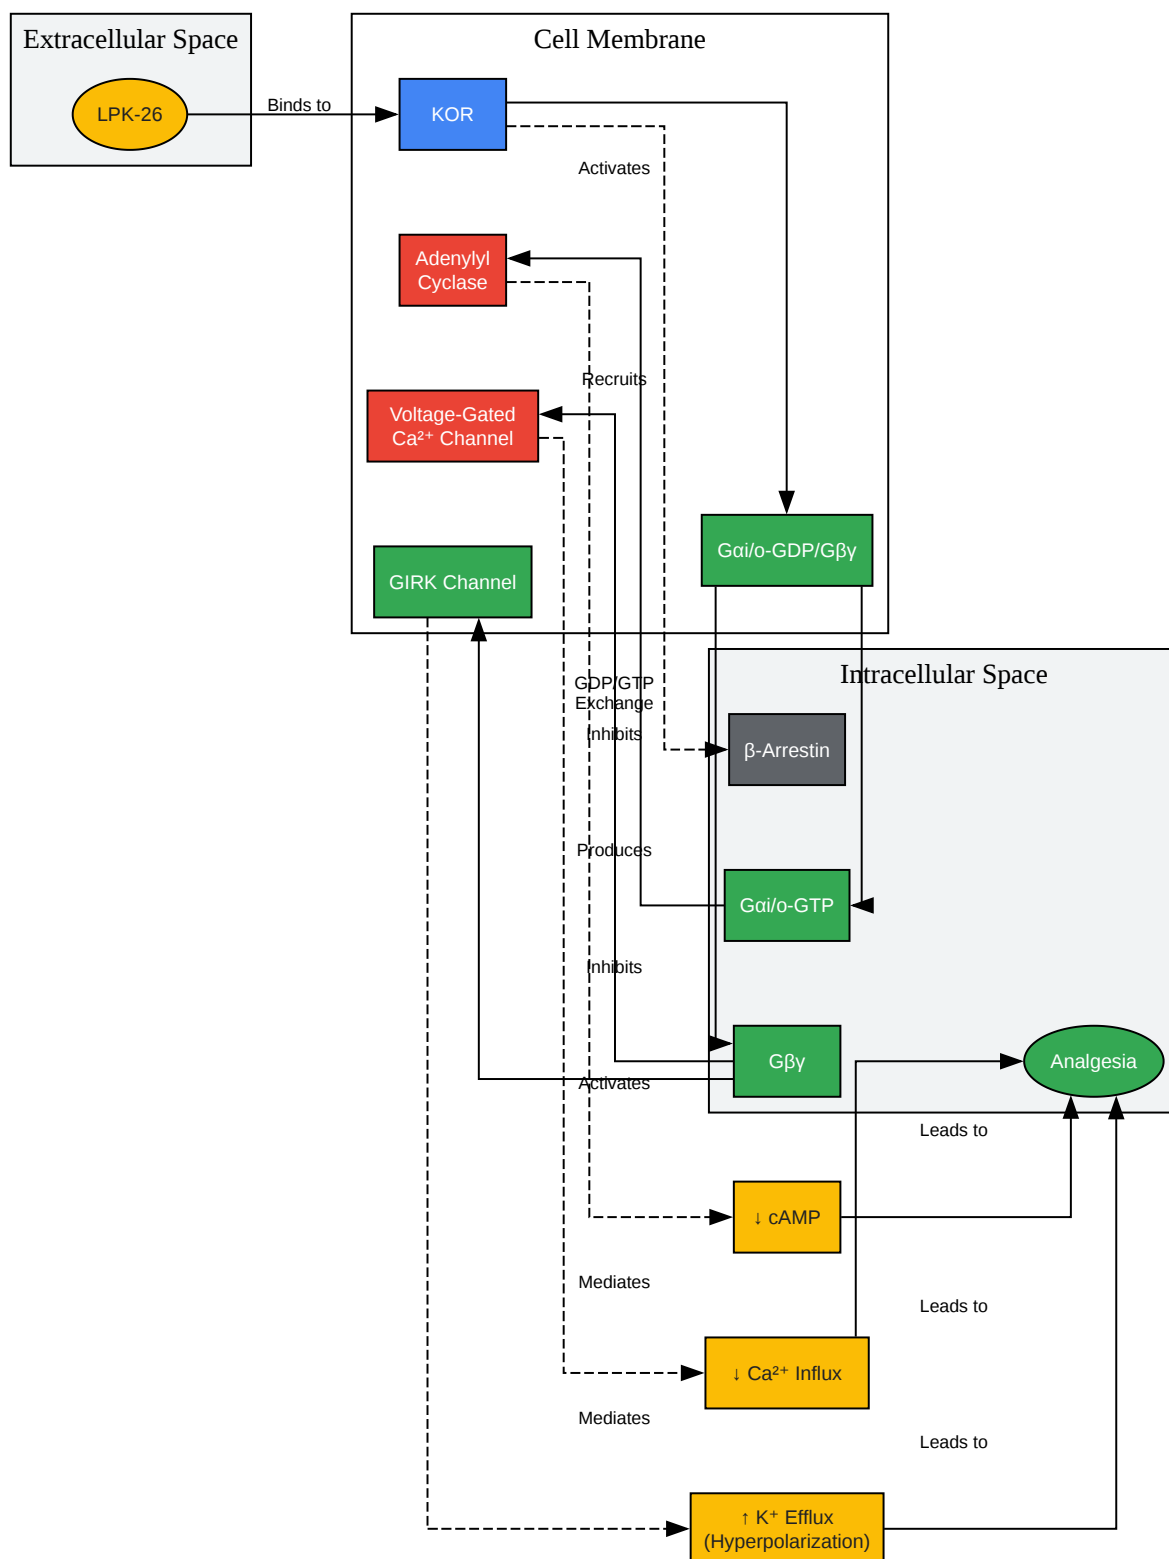 Extracellular Space
Cell Membrane
LPK-26
Binds to
KOR
Activates
Adenylyl
Cyclase
Recruits
Voltage-Gated
Ca²⁺ Channel
Gαi/o-GDP/Gβγ
GIRK Channel
Intracellular Space
GDP/GTP
Exchange
Inhibits
β-Arrestin
Produces
Gαi/o-GTP
Inhibits
Gβγ
Analgesia
Activates
Leads to
↓ cAMP
Mediates
Leads to
↓ Ca²⁺ Influx
Mediates
Leads to
↑ K⁺ Efflux
(Hyperpolarization)